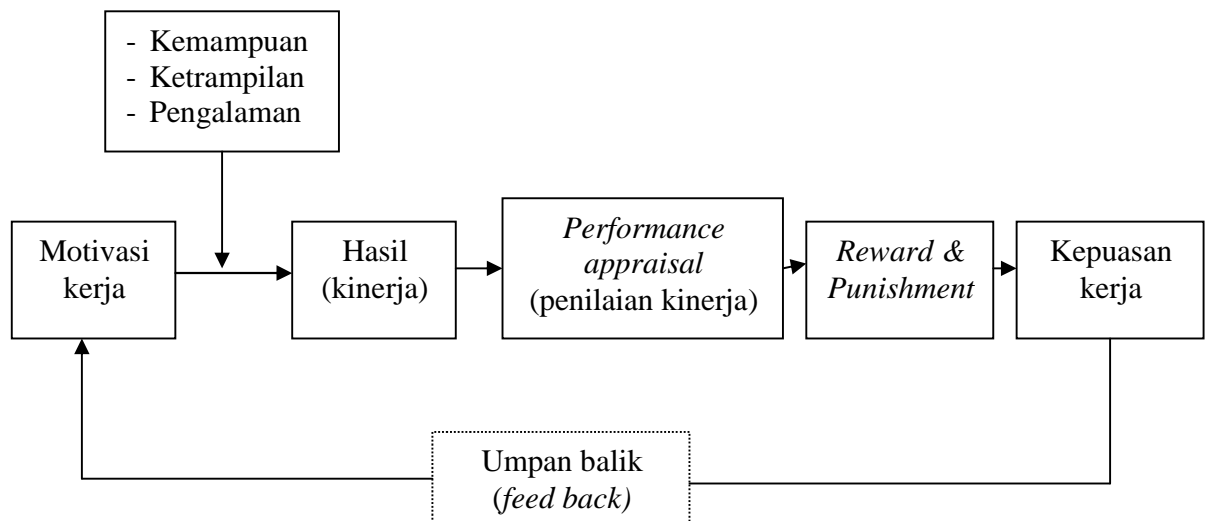 - Kemampuan
- Ketrampilan
- Pengalaman
Motivasi
kerja
Hasil
(kinerja)
Performance
appraisal
(penilaian kinerja)
Reward &
Punishment
Kepuasan
kerja
Umpan balik
(feed back)